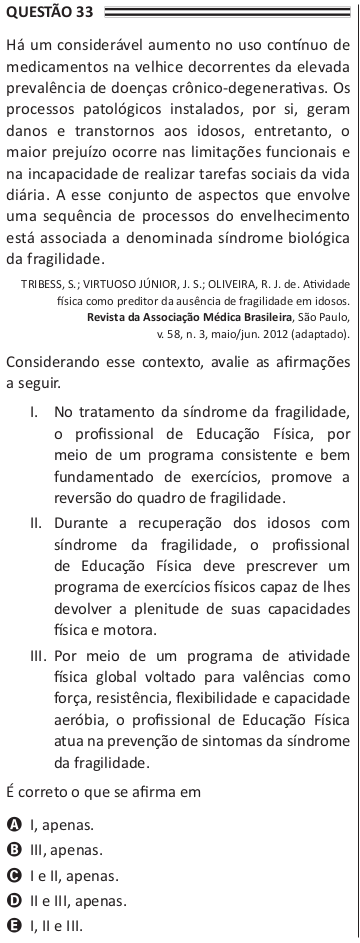 QUESTÃO 33
Há um considerável aumento no uso contínuo de
medicamentos na velhice decorrentes da elevada
prevalência de doenças crônico-degenerativas. Os
processos patológicos instalados, por si, geram
danos e transtornos aos idosos, entretanto, o
maior prejuízo ocorre nas limitações funcionais e
na incapacidade de realizar tarefas sociais da vida
diária. A esse conjunto de aspectos que envolve
uma sequência de processos do envelhecimento
está associada a denominada síndrome biológica
da fragilidade.
TRIBESS, S.; VIRTUOSO JÚNIOR, J. S.; OLIVEIRA, R. J. de. Atividade
física como preditor da ausência de fragilidade em idosos.
Revista da Associação Médica Brasileira, São Paulo,
v. 58, n. 3, maio/jun. 2012 (adaptado).
Considerando esse contexto, avalie as afirmações
a seguir.
I. No tratamento da síndrome da fragilidade,
o profissional de Educação Física, por
meio de um programa consistente e bem
fundamentado de exercícios, promove a
reversão do quadro de fragilidade.
II. Durante a recuperação dos idosos com
síndrome da fragilidade, o profissional
de Educação Física deve prescrever um
programa de exercícios físicos capaz de lhes
devolver a plenitude de suas capacidades
física e motora.
III. Por meio de um programa de atividade
física global voltado para valências como
força, resistência, flexibilidade e capacidade
aeróbia, o profissional de Educação Física
atua na prevenção de sintomas da síndrome
da fragilidade.
É correto o que se afirma em
A I, apenas.
B III, apenas.
C I e II, apenas.
D II e III, apenas.
E I, II e III.